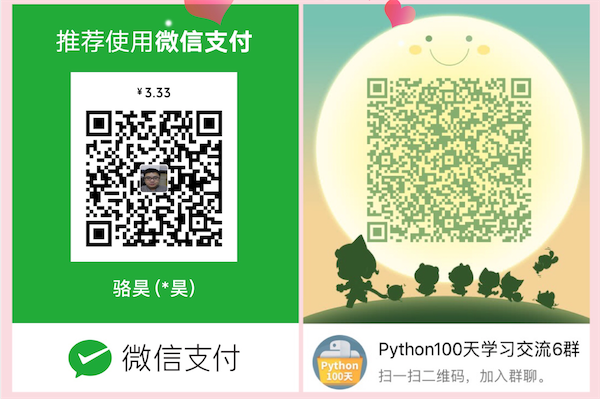 推荐使用微信支付
¥3.33
骆昊(*昊)
微信支付
Python100天学习交流6群
扫一扫二维码，加入群聊。
Python
100天